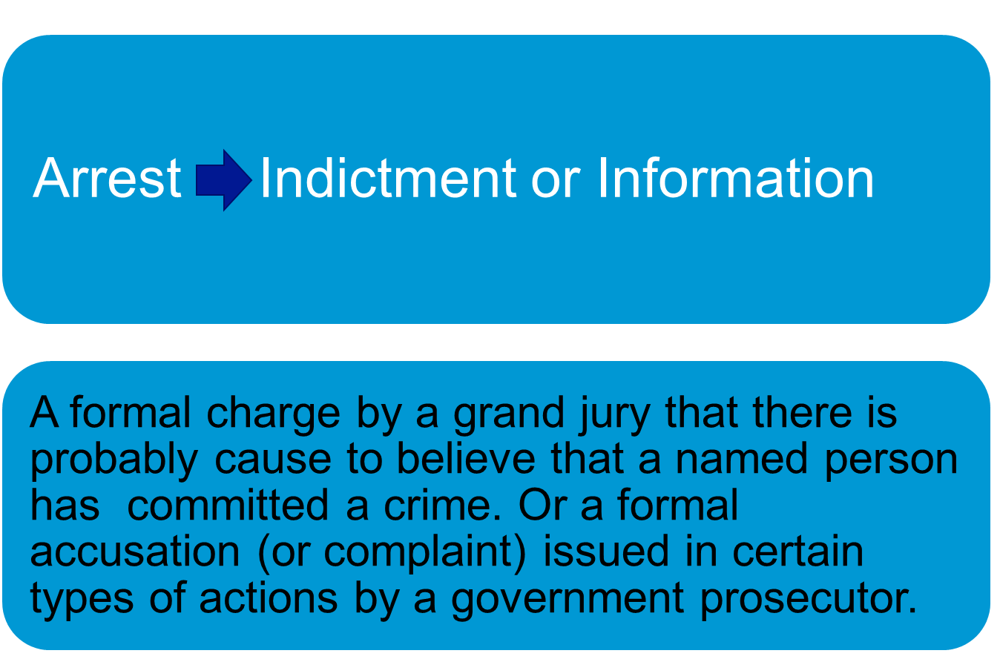 Arrest Indictment or Information
A formal charge by a grand jury that there is
probably cause to believe that a named person
has  committed a crime. Or a formal
accusation (or complaint) issued in certain
types of actions by a government prosecutor.